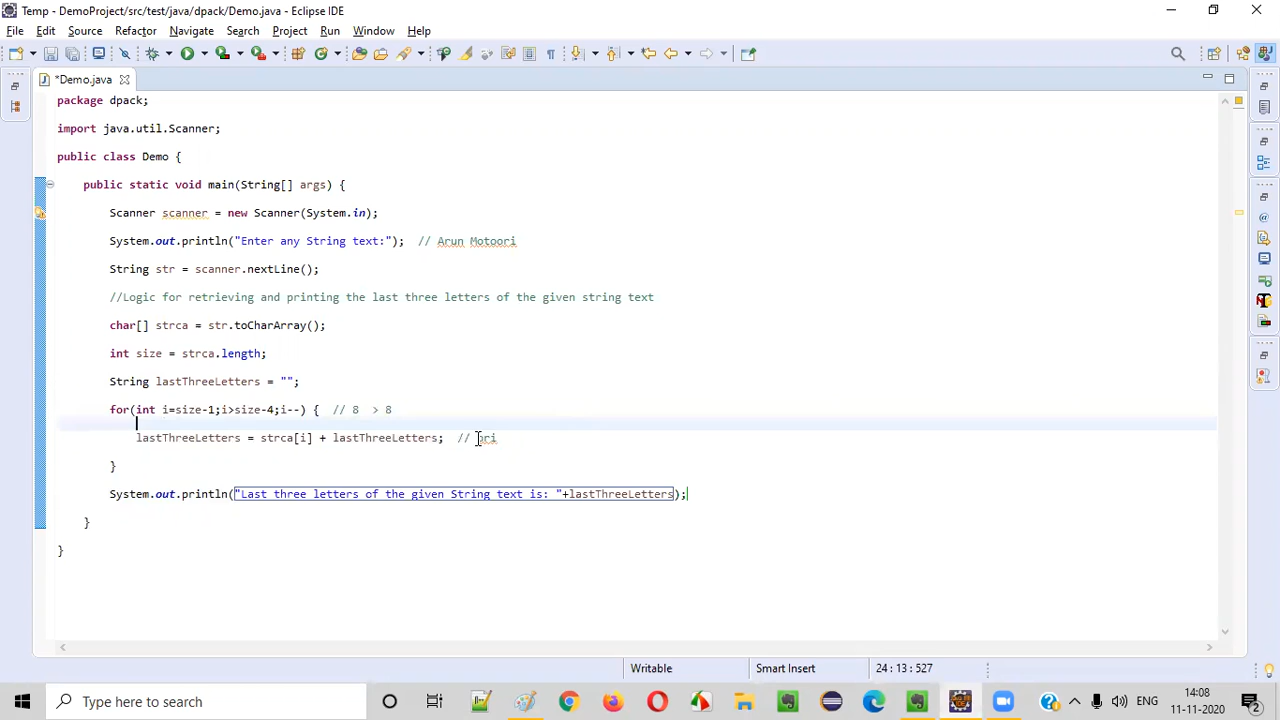 Temp - DemoProject/src/test/java/dpack/Demo.java - Eclipse IDE
File Edit Source Refactor Navigate Search Project Run Window Help
*Demo.java
package dpack;
import java.util.Scanner;
public class Demo {
public static void main(String[] args) {
Scanner scanner = new Scanner(System.in);
System.out.println("Enter any String text:"); // Arun Motoori
String str = scanner.nextLine();
//Logic for retrieving and printing the last three letters of the given string text
char[] strca = str.toCharArray();
int size = strca.length;
String lastThreeLetters = "";
for(int i=size-1;i>size-4;i--) { // 8 > 8
lastThreeLetters = strca[i] + lastThreeLetters; // ori
}
System.out.println("Last three letters of the given String text is: "+lastThreeLetters);
}
}
Writable Smart Insert 24 : 13 : 527
Type here to search
ENG
14:08
11-11-2020
2